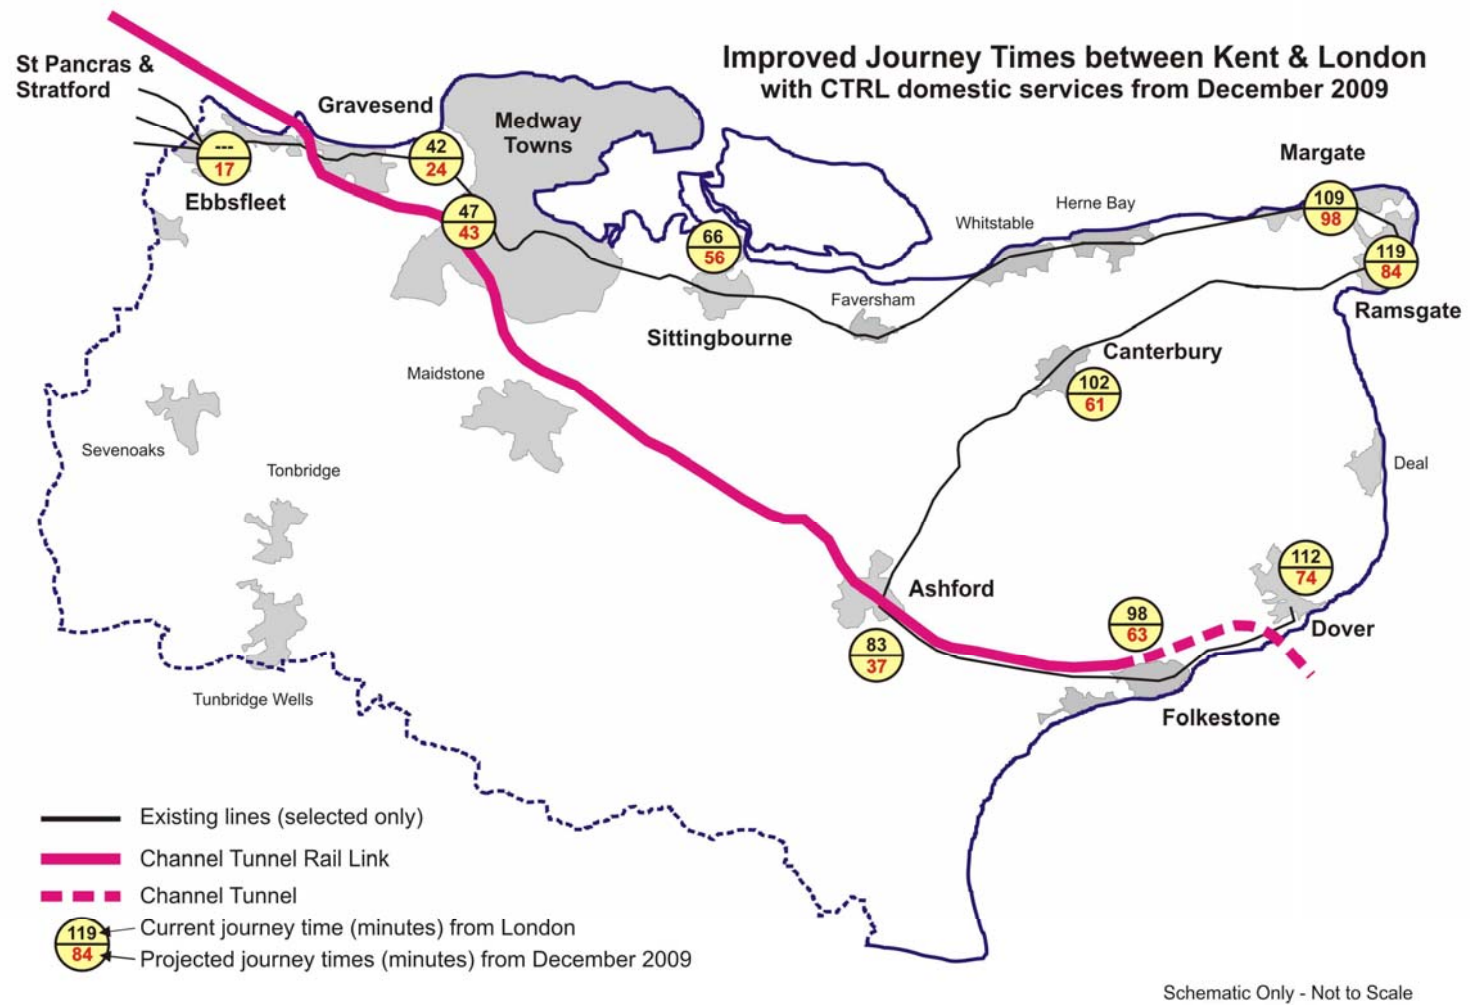 Improved Journey Times between Kent & London
with CTRL domestic services from December 2009
St Pancras &
Stratford
Gravesend
Medway
Towns
Margate
---
17
42
24
Ebbsfleet
47
43
66
56
Whitstable
Herne Bay
109
98
119
84
Faversham
Ramsgate
Sittingbourne
Canterbury
Maidstone
102
61
Sevenoaks
Tonbridge
Deal
112
74
Ashford
98
63
Dover
83
37
Tunbridge Wells
Folkestone
Existing lines (selected only)
Channel Tunnel Rail Link
Channel Tunnel
119
Current journey time (minutes) from London
84
Projected journey times (minutes) from December 2009
Schematic Only - Not to Scale